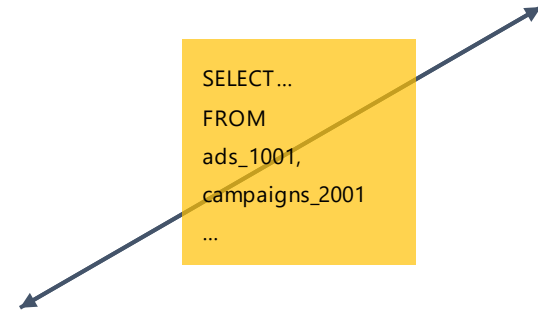 SELECT…
FROM
ads_1001,
campaigns_2001
…